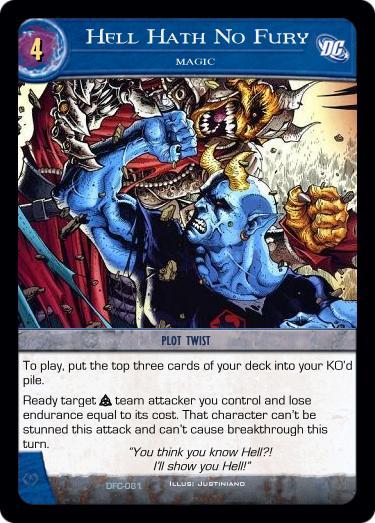 4
Hell Hath No Fury
DC
MAGIC
PLOT TWIST
To play, put the top three cards of your deck into your KO'd
pile.
Ready target team attacker you control and lose
endurance equal to its cost. That character can't be
stunned this attack and can't cause breakthrough this
turn.
"You think you know Hell?!
I'll show you Hell!"
DFC-081 Illus: Justiniano